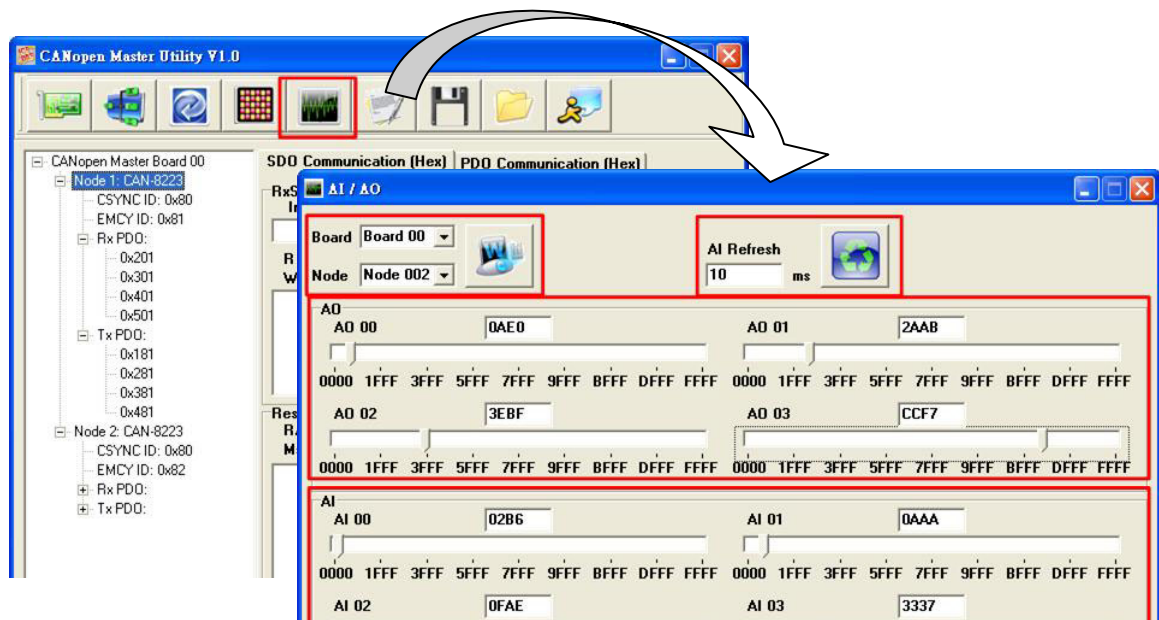 CANopen Master Utility V1.0
CANopen Master Board 00
Node 1: CAN-8223
CSYNC ID: 0x80
EMCY ID: 0x81
Rx PDO:
0x201
0x301
0x401
0x501
Tx PDO:
0x181
0x281
0x381
0x481
Node 2: CAN-8223
CSYNC ID: 0x80
EMCY ID: 0x82
Rx PDO:
Tx PDO:
SDO Communication (Hex) PDO Communication (Hex)
RxS
R
W
Res
M
AI / AO
Board Board 00
Node Node 002
AI Refresh
10 ms
AO
AO 00 0AE0 AO 01 2AAB
0000 1FFF 3FFF 5FFF 7FFF 9FFF BFFF DFFF FFFF 0000 1FFF 3FFF 5FFF 7FFF 9FFF BFFF DFFF FFFF
AO 02 3EBF AO 03 CCF7
0000 1FFF 3FFF 5FFF 7FFF 9FFF BFFF DFFF FFFF 0000 1FFF 3FFF 5FFF 7FFF 9FFF BFFF DFFF FFFF
AI
AI 00 02B6 AI 01 0AAA
0000 1FFF 3FFF 5FFF 7FFF 9FFF BFFF DFFF FFFF 0000 1FFF 3FFF 5FFF 7FFF 9FFF BFFF DFFF FFFF
AI 02 0FAE AI 03 3337